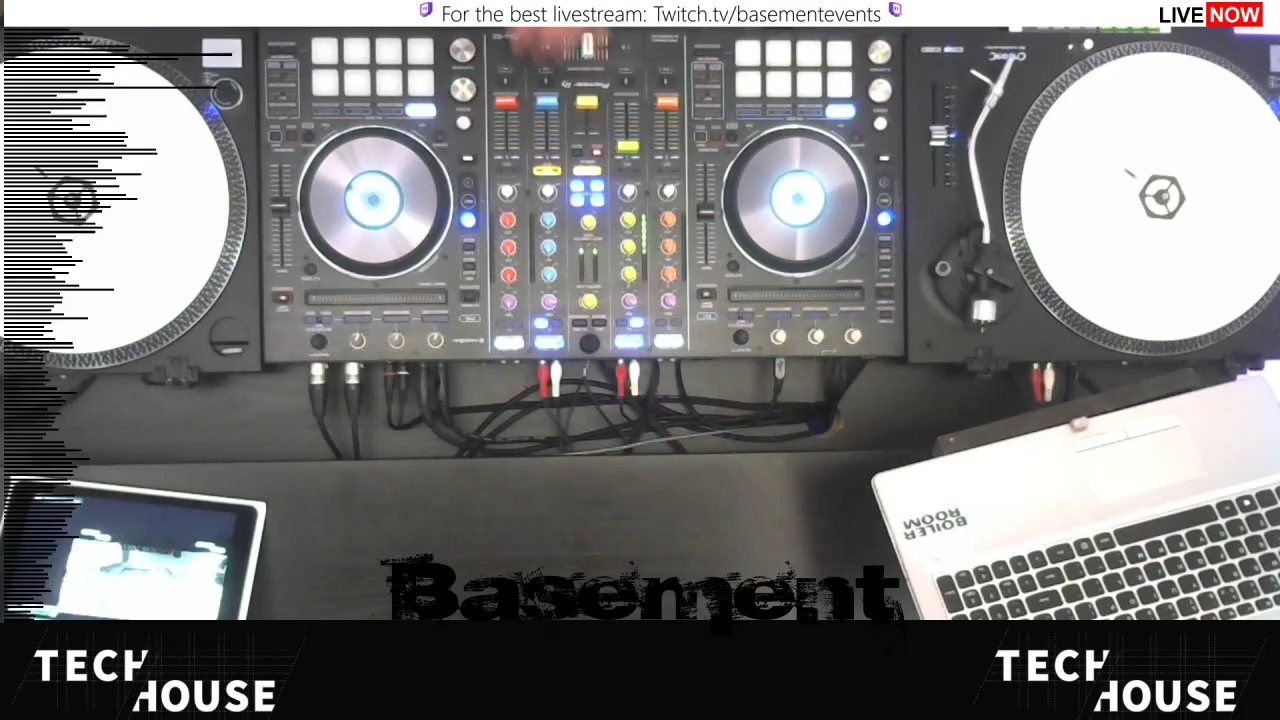 For the best livestream: Twitch.tv/basementevents
LIVE NOW
BOILER
ROOM
Basement
TECH
HOUSE
TECH
HOUSE